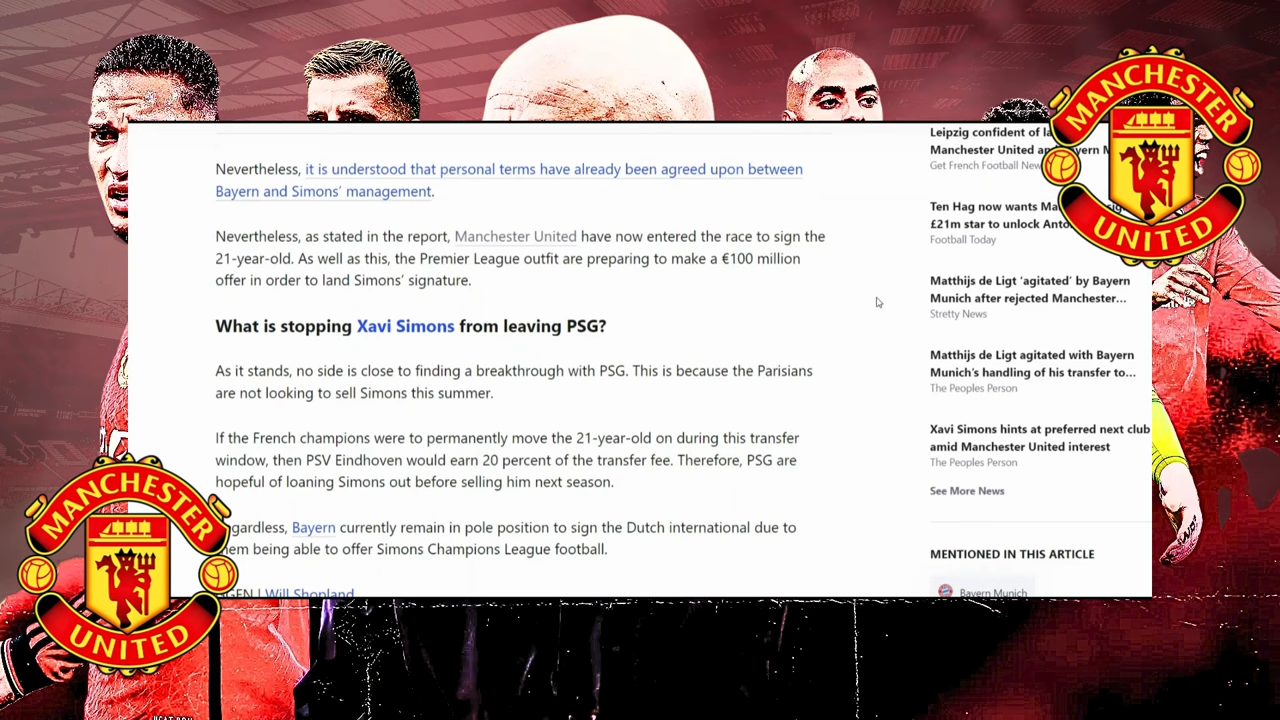 Nevertheless, it is understood that personal terms have already been agreed upon between
Bayern and Simons' management.
Nevertheless, as stated in the report, Manchester United have now entered the race to sign the
21-year-old. As well as this, the Premier League outfit are preparing to make a €100 million
offer in order to land Simons' signature.
What is stopping Xavi Simons from leaving PSG?
As it stands, no side is close to finding a breakthrough with PSG. This is because the Parisians
are not looking to sell Simons this summer.
If the French champions were to permanently move the 21-year-old on during this transfer
window, then PSV Eindhoven would earn 20 percent of the transfer fee. Therefore, PSG are
hopeful of loaning Simons out before selling him next season.
Bayern currently remain in pole position to sign the Dutch international due to
being able to offer Simons Champions League football.
| Will Shopland
Leipzig confident of
Manchester United
Get French Football
Ten Hag now wants
£21m star to unlock
Football Today
Matthijs de Ligt 'agitated' by Bayern
Munich after rejected Manchester...
Stretty News
Matthijs de Ligt agitated with Bayern
Munich's handling of his transfer to...
The Peoples Person
Xavi Simons hints at preferred next club
amid Manchester United interest
The Peoples Person
See More News
MENTIONED IN THIS ARTICLE
Bayern Munich
MANCHESTER
UNITED
MANCHESTER
UNITED